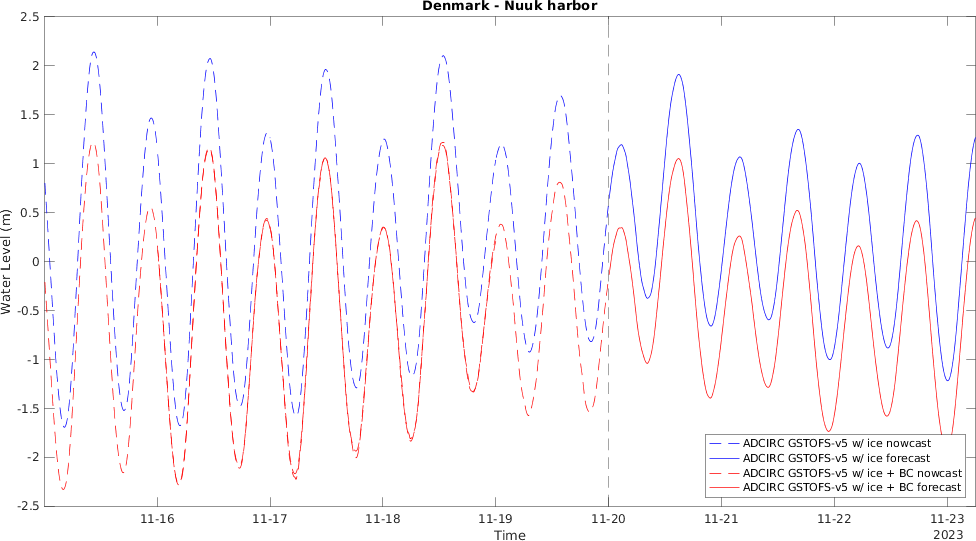 Denmark - Nuuk harbor
2.5
2
1.5
1
0.5
0
-0.5
-1
-1.5
-2
-2.5
Water Level (m)
11-16
11-17
11-18
11-19
11-20
11-21
11-22
11-23
Time
2023
ADCIRC GSTOFS-v5 w/ ice nowcast
ADCIRC GSTOFS-v5 w/ ice forecast
ADCIRC GSTOFS-v5 w/ ice + BC nowcast
ADCIRC GSTOFS-v5 w/ ice + BC forecast